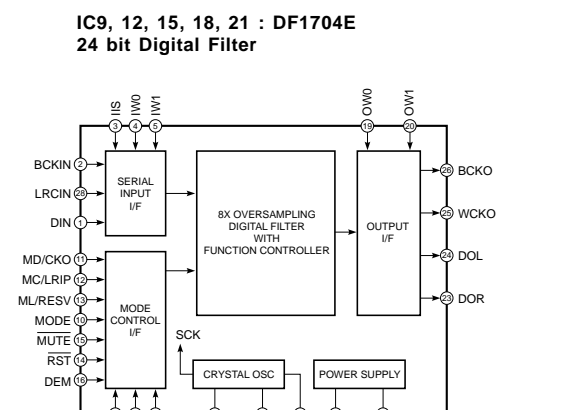 IC9, 12, 15, 18, 21 : DF1704E
24 bit Digital Filter
IIS IW0 IW1 OW0 OW1
3 4 5 19 20
BCKIN 2
LRCIN 28
DIN 1
SERIAL
INPUT
I/F
8X OVERSAMPLING
DIGITAL FILTER
WITH
FUNCTION CONTROLLER
OUTPUT
I/F
26 BCKO
25 WCKO
24 DOL
23 DOR
MD/CKO 11
MC/LRIP 12
ML/RESV 13
MODE 10
MUTE 15
RST 14
DEM 16
MODE
CONTROL
I/F
SCK
CRYSTAL OSC
POWER SUPPLY